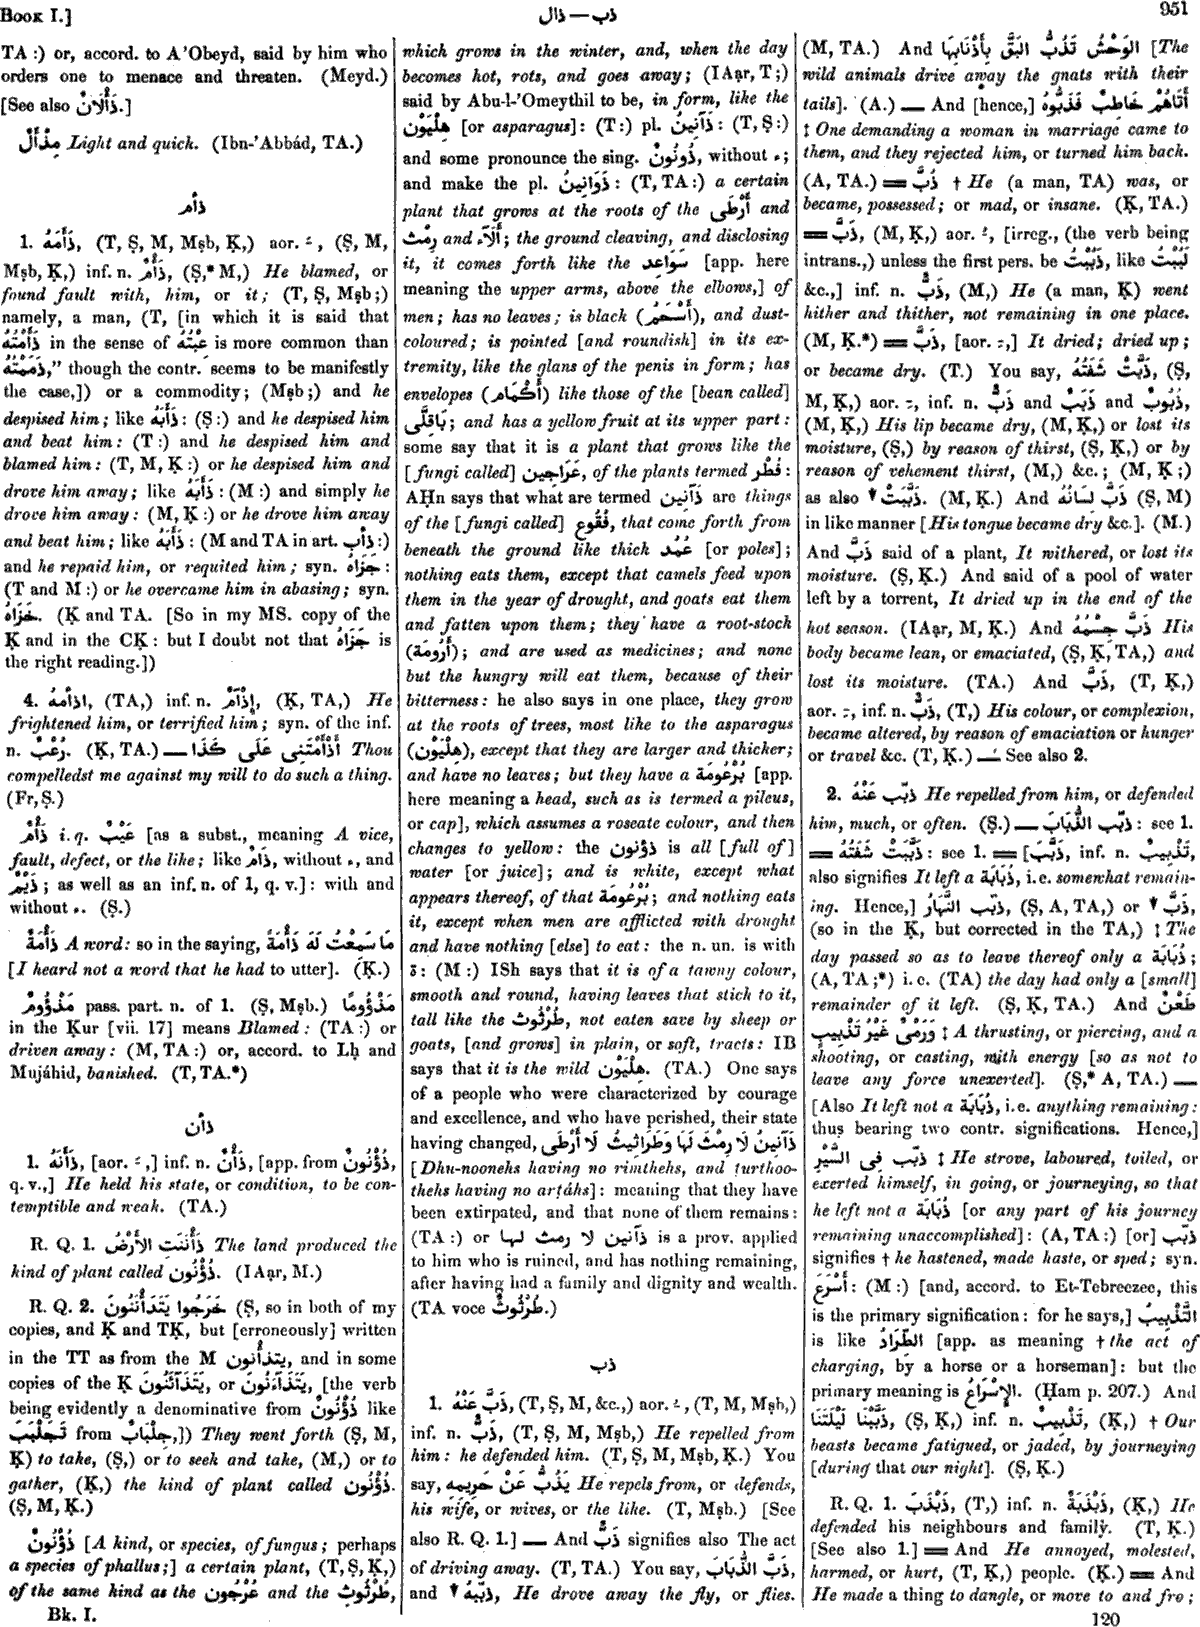 Book I.]
ذب — ذال
951
TA :) or, accord. to A'Obeyd, said by him who
orders one to menace and threaten. (Meyd.)
[See also ذَأَلَانٌ.]
مِذْأَلٌ Light and quick. (Ibn-'Abbád, TA.)
ذأم
1. ذَأَمَهُ, (T, Ṣ, M, Mṣb, Ḳ,) aor. ـَ, (Ṣ, M,
Mṣb, Ḳ,) inf. n. ذَأْمٌ, (Ṣ,* M,) He blamed, or
found fault with, him, or it; (T, Ṣ, Mṣb;)
namely, a man, (T, [in which it is said that
ذَأَمْتُهُ in the sense of عِبْتُهُ is more common than
ذَمَمْتُهُ," though the contr. seems to be manifestly
the case,]) or a commodity; (Mṣb;) and he
despised him; like ذَأَبَهُ: (Ṣ:) and he despised him
and beat him: (T:) and he despised him and
blamed him: (T, M, Ḳ:) or he despised him and
drove him away; like ذَأَبَهُ: (M:) and simply he
drove him away: (M, Ḳ:) or he drove him away
and beat him; like ذَأَبَهُ: (M and TA in art. ذأب:)
and he repaid him, or requited him; syn. جَزَاهُ:
(T and M:) or he overcame him in abasing; syn.
خَزَاهُ. (Ḳ and TA. [So in my MS. copy of the
Ḳ and in the CḲ: but I doubt not that جَزَاهُ is
the right reading.])
4. اذأمهُ, (TA,) inf. n. إِذْآمٌ, (Ḳ, TA,) He
frightened him, or terrified him; syn. of the inf.
n. رُعْبٌ. (Ḳ, TA.) — أَذْأَمْتَنِى عَلَى كَذَا Thou
compelledst me against my will to do such a thing.
(Fr, Ṣ.)
ذَأْمٌ i. q. عَيْبٌ [as a subst., meaning A vice,
fault, defect, or the like; like ذَامٌ, without ء, and
ذَيْمٌ; as well as an inf. n. of 1, q. v.]: with and
without ء. (Ṣ.)
ذَأْمَةٌ A word: so in the saying, مَا سَمِعْتُ لَهُ ذَأْمَةً
[I heard not a word that he had to utter]. (Ḳ.)
مَذْؤُومٌ pass. part. n. of 1. (Ṣ, Mṣb.) مَذْؤُومًا
in the Ḳur [vii. 17] means Blamed: (TA:) or
driven away: (M, TA:) or, accord. to Lḥ and
Mujáhid, banished. (T, TA.*)
ذأن
1. ذَأَنَهُ, [aor. ـَ,] inf. n. ذَأْنٌ, [app. from ذُؤْنُونٌ,
q. v.,] He held his state, or condition, to be con-
temptible and weak. (TA.)
R. Q. 1. ذَأْنَنَتِ الأَرْضُ The land produced the
kind of plant called ذُؤْنُون. (IAạr, M.)
R. Q. 2. خَرَجُوا يَتَذَأْنَنُونَ (Ṣ, so in both of my
copies, and Ḳ and TḲ, but [erroneously] written
in the TT as from the M يتذأنون, and in some
copies of the Ḳ يَتَذَآنَنُونَ, or يَتَذَآءَنُونَ, [the verb
being evidently a denominative from ذُؤْنُونٌ like
تَجَلْبَبَ from جِلْبَابٌ,]) They went forth (Ṣ, M,
Ḳ) to take, (Ṣ,) or to seek and take, (M,) or to
gather, (Ḳ,) the kind of plant called ذُؤْنُون.
(Ṣ, M, Ḳ.)
ذُؤْنُونٌ [A kind, or species, of fungus; perhaps
a species of phallus;] a certain plant, (T, Ṣ, Ḳ,)
of the same kind as the عُرْجُون and the طُرْثُوث,
Bk. I.
which grows in the winter, and, when the day
becomes hot, rots, and goes away; (IAạr, T;)
said by Abu-l-'Omeythil to be, in form, like the
هِلْيَوْن [or asparagus]: (T:) pl. ذَآنِينُ: (T, Ṣ:)
and some pronounce the sing. ذُونُونٌ, without ء;
and make the pl. ذَوَانِينُ: (T, TA:) a certain
plant that grows at the roots of the أَرْطَى and
رِمْث and أَلَآء; the ground cleaving, and disclosing
it, it comes forth like the سَوَاعِد [app. here
meaning the upper arms, above the elbows,] of
men; has no leaves; is black (أَسْحَمُ), and dust-
coloured; is pointed [and roundish] in its ex-
tremity, like the glans of the penis in form; has
envelopes (أَكْمَام) like those of the [bean called]
بَاقِلَّى; and has a yellow fruit at its upper part:
some say that it is a plant that grows like the
[fungi called] عَرَاجِين, of the plants termed فُطْر:
AḤn says that what are termed ذَآنِين are things
of the [fungi called] فُقُوع, that come forth from
beneath the ground like thick عُمُد [or poles];
nothing eats them, except that camels feed upon
them in the year of drought, and goats eat them
and fatten upon them; they have a root-stock
(أَرُومَة); and are used as medicines; and none
but the hungry will eat them, because of their
bitterness: he also says in one place, they grow
at the roots of trees, most like to the asparagus
(هِلْيَوْن), except that they are larger and thicker;
and have no leaves; but they have a بُرْعُومَة [app.
here meaning a head, such as is termed a pileus,
or cap], which assumes a roseate colour, and then
changes to yellow: the ذؤنون is all [full of]
water [or juice]; and is white, except what
appears thereof, of that بُرْعُومَة; and nothing eats
it, except when men are afflicted with drought
and have nothing [else] to eat: the n. un. is with
ة: (M:) ISh says that it is of a tawny colour,
smooth and round, having leaves that stick to it,
tall like the طُرْثُوث, not eaten save by sheep or
goats, [and grows] in plain, or soft, tracts: IB
says that it is the wild هِلْيَوْن. (TA.) One says
of a people who were characterized by courage
and excellence, and who have perished, their state
having changed, ذَآنِينُ لَا رِمْثَ لَهَا وَطَرَاثِيثُ لَا أَرْطَى
[Dhu-noonehs having no rimthehs, and turthoo-
thehs having no arṭáhs]: meaning that they have
been extirpated, and that none of them remains:
(TA:) or ذآنين لا رمث لها is a prov. applied
to him who is ruined, and has nothing remaining,
after having had a family and dignity and wealth.
(TA voce طُرْثُوثٌ.)
ذب
1. ذَبَّ عَنْهُ, (T, Ṣ, M, &c.,) aor. ـُ, (T, M, Mṣb,)
inf. n. ذَبٌّ, (T, Ṣ, M, Mṣb,) He repelled from
him: he defended him. (T, Ṣ, M, Mṣb, Ḳ.) You
say, يَذُبُّ عَنْ حَرِيمِهِ He repels from, or defends,
his wife, or wives, or the like. (T, Mṣb.) [See
also R. Q. 1.] — And ذَبٌّ signifies also The act
of driving away. (T, TA.) You say, ذَبَّ الذُّبَابَ,
and ▼ ذَبَّبَهُ, He drove away the fly, or flies.
(M, TA.) And الوَحْشُ تَذُبُّ البَقَّ بِأَذْنَابِهَا [The
wild animals drive away the gnats with their
tails]. (A.) — And [hence,] أَتَاهُمْ خَاطِبٌ فَذَبُّوهُ
‡ One demanding a woman in marriage came to
them, and they rejected him, or turned him back.
(A, TA.) = ذُبَّ † He (a man, TA) was, or
became, possessed; or mad, or insane. (Ḳ, TA.)
= ذَبَّ, (M, Ḳ,) aor. ـُ, [irreg., (the verb being
intrans.,) unless the first pers. be ذَبُبْتُ, like لَبُبْتُ
&c.,] inf. n. ذَبٌّ, (M,) He (a man, Ḳ) went
hither and thither, not remaining in one place.
(M, Ḳ.*) = ذَبَّ, [aor. ـِ,] It dried; dried up;
or became dry. (T.) You say, ذَبَّتْ شَفَتُهُ, (Ṣ,
M, Ḳ,) aor. ـِ, inf. n. ذَبٌّ and ذَبَبٌ and ذُبُوبٌ,
(M, Ḳ,) His lip became dry, (M, Ḳ,) or lost its
moisture, (Ṣ,) by reason of thirst, (Ṣ, Ḳ,) or by
reason of vehement thirst, (M,) &c.; (M, Ḳ;)
as also ▼ ذَبَّبَتْ. (M, Ḳ.) And ذَبَّ لِسَانُهُ (Ṣ, M)
in like manner [His tongue became dry &c.]. (M.)
And ذَبَّ said of a plant, It withered, or lost its
moisture. (Ṣ, Ḳ.) And said of a pool of water
left by a torrent, It dried up in the end of the
hot season. (IAạr, M, Ḳ.) And ذَبَّ جِسْمُهُ His
body became lean, or emaciated, (Ṣ, Ḳ, TA,) and
lost its moisture. (TA.) And ذَبَّ, (T, Ḳ,)
aor. ـِ, inf. n. ذَبٌّ, (T,) His colour, or complexion,
became altered, by reason of emaciation or hunger
or travel &c. (T, Ḳ.) — See also 2.
2. ذبّب عَنْهُ He repelled from him, or defended
him, much, or often. (Ṣ.) — ذبّب الذُّبَابَ: see 1.
= ذَبَّبَتْ شَفَتُهُ: see 1. = [ذَبَّبَ, inf. n. تَذْبِيبٌ,
also signifies It left a ذُبَابَة, i. e. somewhat remain-
ing. Hence,] ذبّب النَّهَارُ, (Ṣ, A, TA,) or ▼ ذَبَّ,
(so in the Ḳ, but corrected in the TA,) ‡ The
day passed so as to leave thereof only a ذُبَابَة;
(A, TA;*) i. e. (TA) the day had only a [small]
remainder of it left. (Ṣ, Ḳ, TA.) And طَعْنٌ
وَرَمْىٌ غَيْرُ تَذْبِيبٍ ‡ A thrusting, or piercing, and a
shooting, or casting, with energy [so as not to
leave any force unexerted]. (Ṣ,* A, TA.) —
[Also It left not a ذُبَابَة, i. e. anything remaining:
thus bearing two contr. significations. Hence,]
ذبّب فِى السَّيْرِ ‡ He strove, laboured, toiled, or
exerted himself, in going, or journeying, so that
he left not a ذُبَابَة [or any part of his journey
remaining unaccomplished]: (A, TA:) [or] ذبّب
signifies † he hastened, made haste, or sped; syn.
أَسْرَعَ: (M:) [and, accord. to Et-Tebreezee, this
is the primary signification: for he says,] التَّذْبِيبُ
is like الطِّرَادُ [app. as meaning † the act of
charging, by a horse or a horseman]: but the
primary meaning is الإِسْرَاعُ. (Ḥam p. 207.) And
ذَبَّبْنَا لَيْلَتَنَا, (Ṣ, Ḳ,) inf. n. تَذْبِيبٌ, (Ḳ,) † Our
beasts became fatigued, or jaded, by journeying
[during that our night]. (Ṣ, Ḳ.)
R. Q. 1. ذَبْذَبَ, (T,) inf. n. ذَبْذَبَةٌ, (Ḳ,) He
defended his neighbours and family. (T, Ḳ.)
[See also 1.] = And He annoyed, molested,
harmed, or hurt, (T, Ḳ,) people. (Ḳ.) = And
He made a thing to dangle, or move to and fro;
120